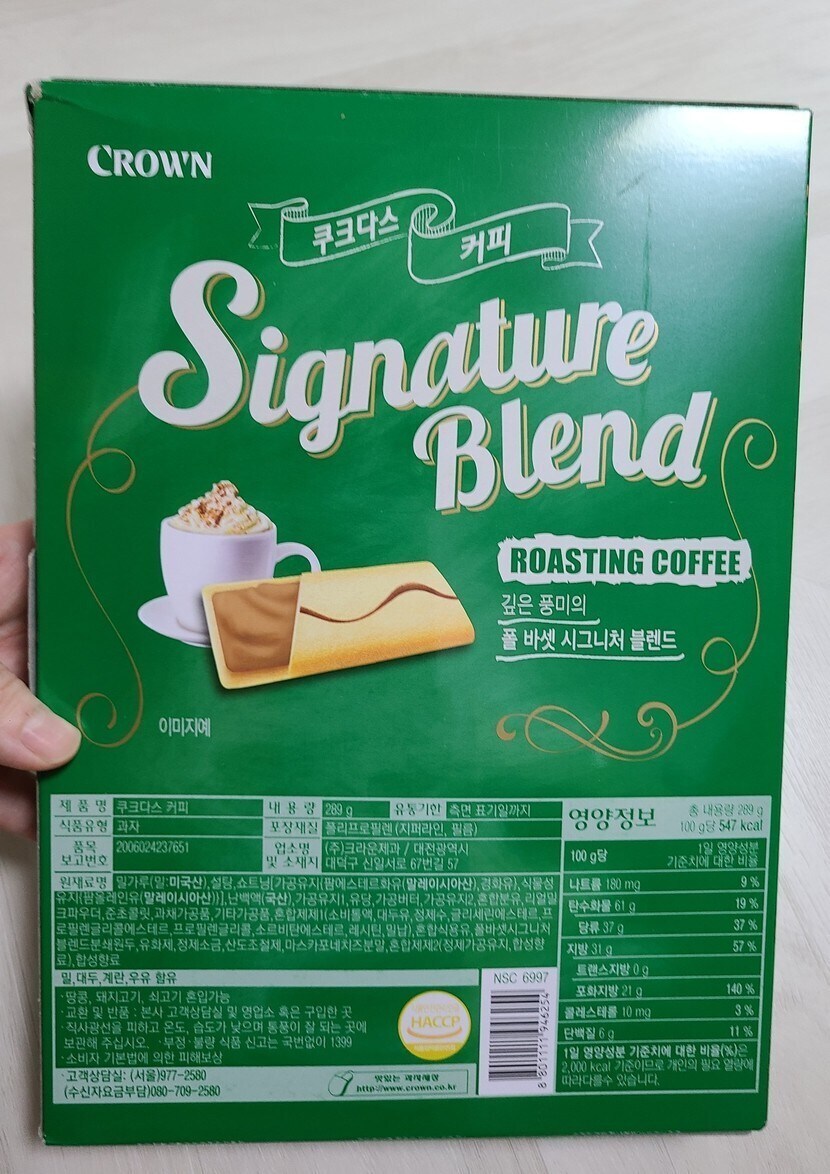 CROWN
쿠크다스 커피
Signature
Blend
ROASTING COFFEE
깊은 풍미의
폴 바셋 시그니처 블렌드
이미지예
제 품 명 쿠크다스 커피 내 용 량 289 g 유통기한 측면 표기일까지
식품유형 과자 포장재질 폴리프로필렌 (지퍼라인, 필름)
품목보고번호 2006024237651 업소명 및 소재지 (주)크라운제과 / 대전광역시 대덕구 신일서로 67번길 57
원재료명 밀가루(밀:미국산),설탕,쇼트닝[가공유지(팜에스테르화유(말레이시아산),경화유),식물성
유지(팜올레인유(말레이시아산))],난백액(국산),가공유지1,유당,가공버터,가공유지2,혼합분유,리얼밀
크파우더,준초콜릿,과채가공품,기타가공품,혼합제제1(소비톨액,대두유,정제수,글리세린에스테르,프
로필렌글리콜에스테르,프로필렌글리콜,소르비탄에스테르,레시틴,밀납),혼합식용유,폴바셋시그니처
블렌드분쇄원두,유화제,정제소금,산도조절제,마스카포네치즈분말,혼합제제2(정제가공유지,합성향
료),합성향료
밀,대두,계란,우유 함유
·땅콩, 돼지고기, 쇠고기 혼입가능
·교환 및 반품 : 본사 고객상담실 및 영업소 혹은 구입한 곳
·직사광선을 피하고 온도, 습도가 낮으며 통풍이 잘 되는 곳에
보관해 주십시오. ·부정·불량 식품 신고는 국번없이 1399
·소비자 기본법에 의한 피해보상
·고객상담실: (서울)977-2580
(수신자요금부담)080-709-2580
HACCP
맛있는 과자세상
http://www.crown.co.kr
NSC 6997
8 801111 946254
영양정보 총 내용량 289 g
100 g당 547 kcal
100 g당 1일 영양성분 기준치에 대한 비율
나트륨 180 mg 9 %
탄수화물 61 g 19 %
당류 37 g 37 %
지방 31 g 57 %
트랜스지방 0 g
포화지방 21 g 140 %
콜레스테롤 10 mg 3 %
단백질 6 g 11 %
1일 영양성분 기준치에 대한 비율(%)은
2,000 kcal 기준이므로 개인의 필요 열량에
따라다를수 있습니다.